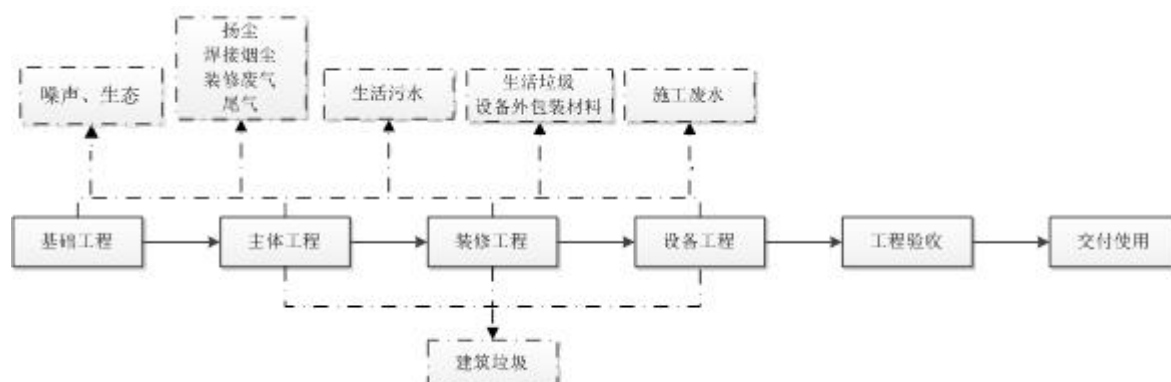 扬尘
焊接烟尘
装修废气
尾气
噪声、生态
生活污水
生活垃圾
设备外包装材料
施工废水
基础工程
主体工程
装修工程
设备工程
工程验收
交付使用
建筑垃圾